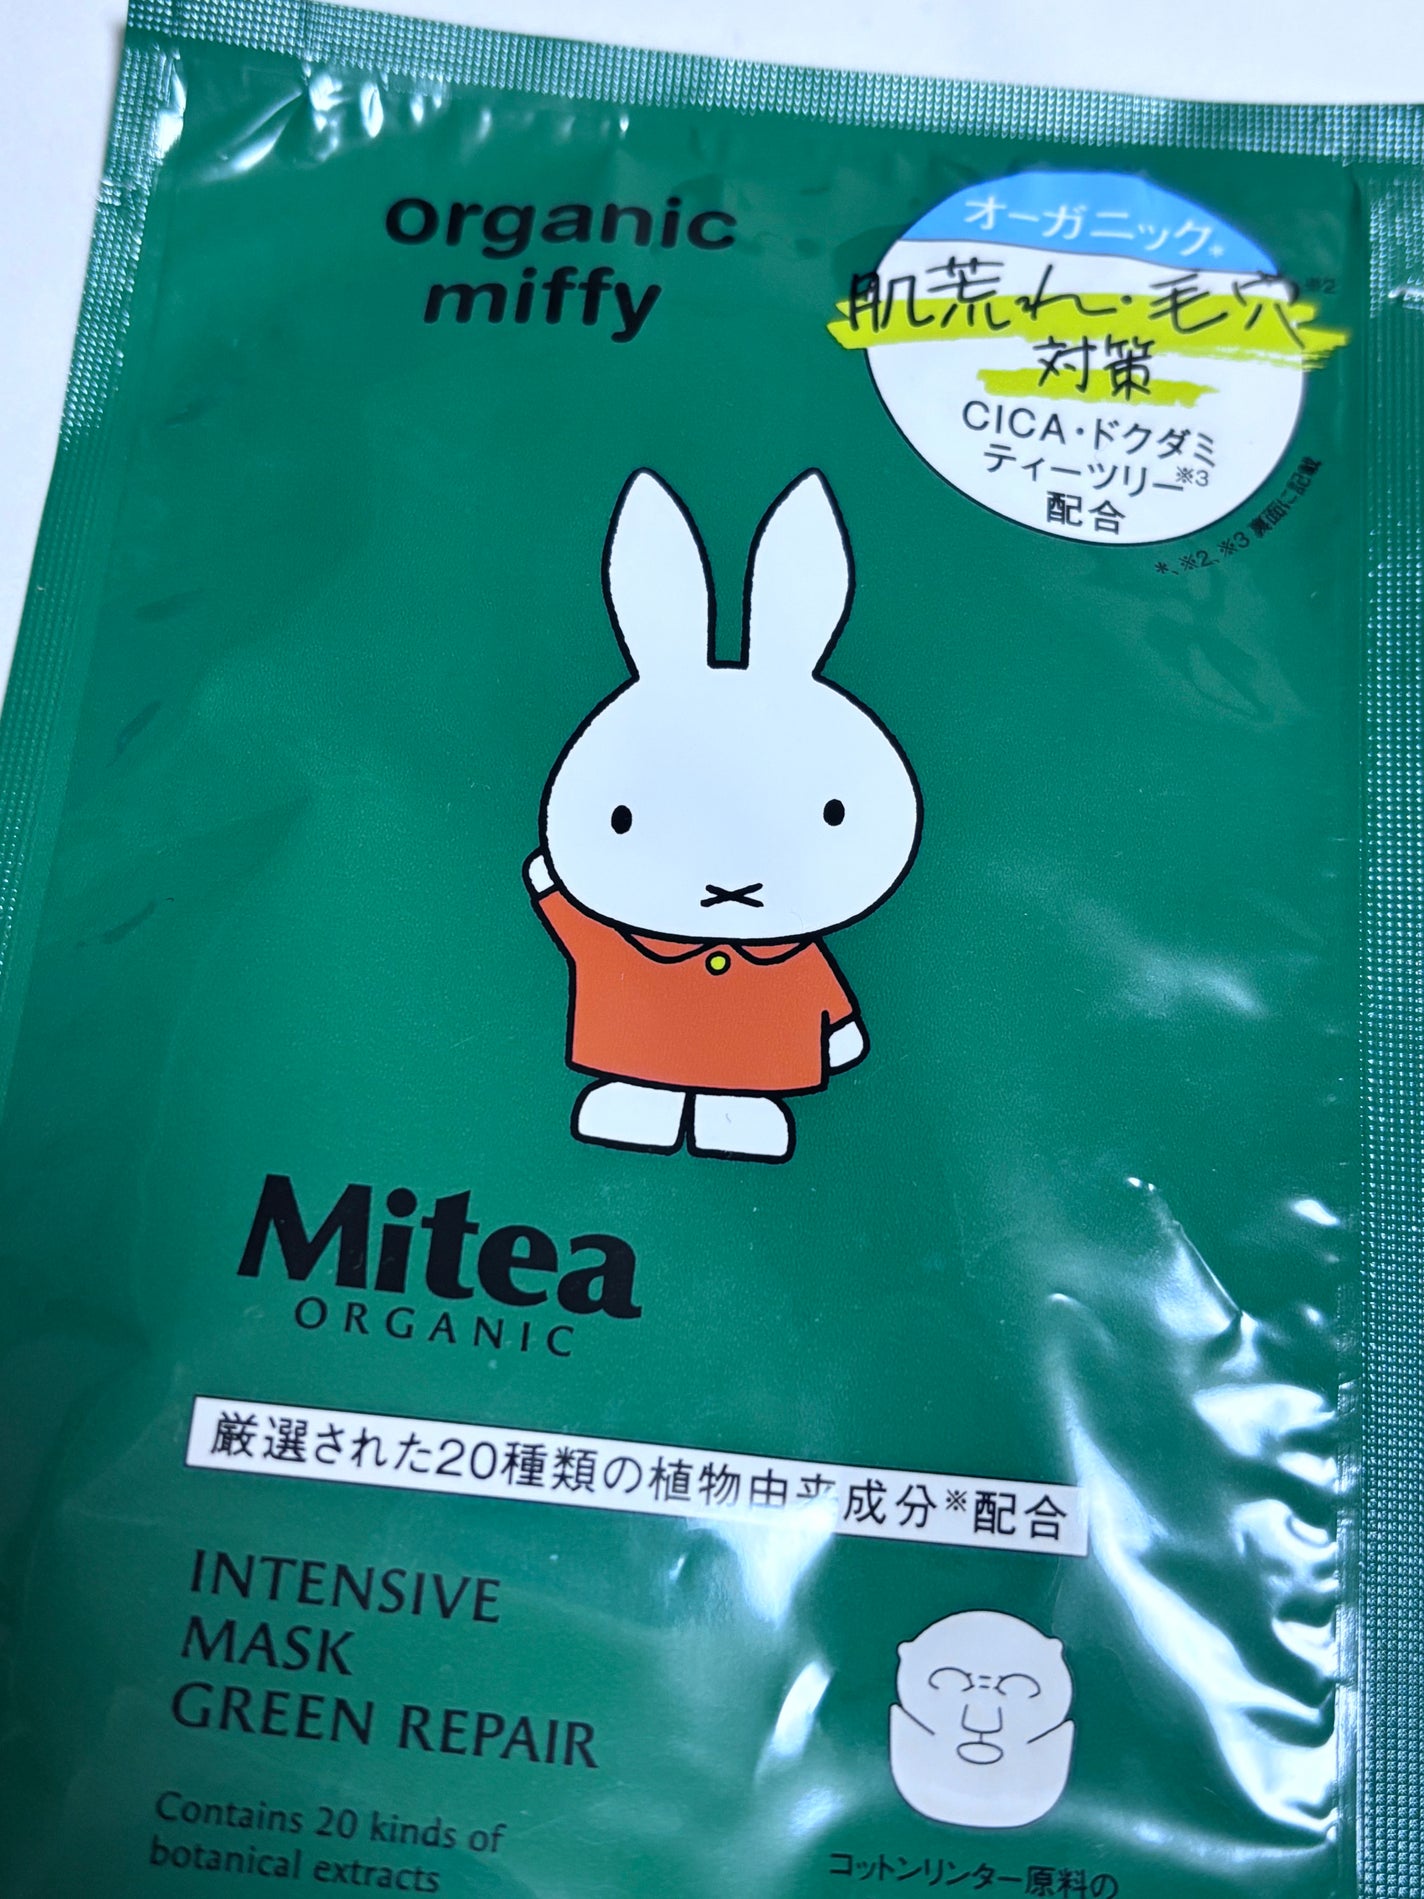 organic
miffy
オーガニック*
肌荒れ・毛穴※2
対策
CICA・ドクダミ
ティーツリー※3
配合
*、※2、※3 裏面に記載
Mitea
ORGANIC
厳選された20種類の植物由来成分※配合
INTENSIVE
MASK
GREEN REPAIR
Contains 20 kinds of
botanical extracts
コットンリンター原料の